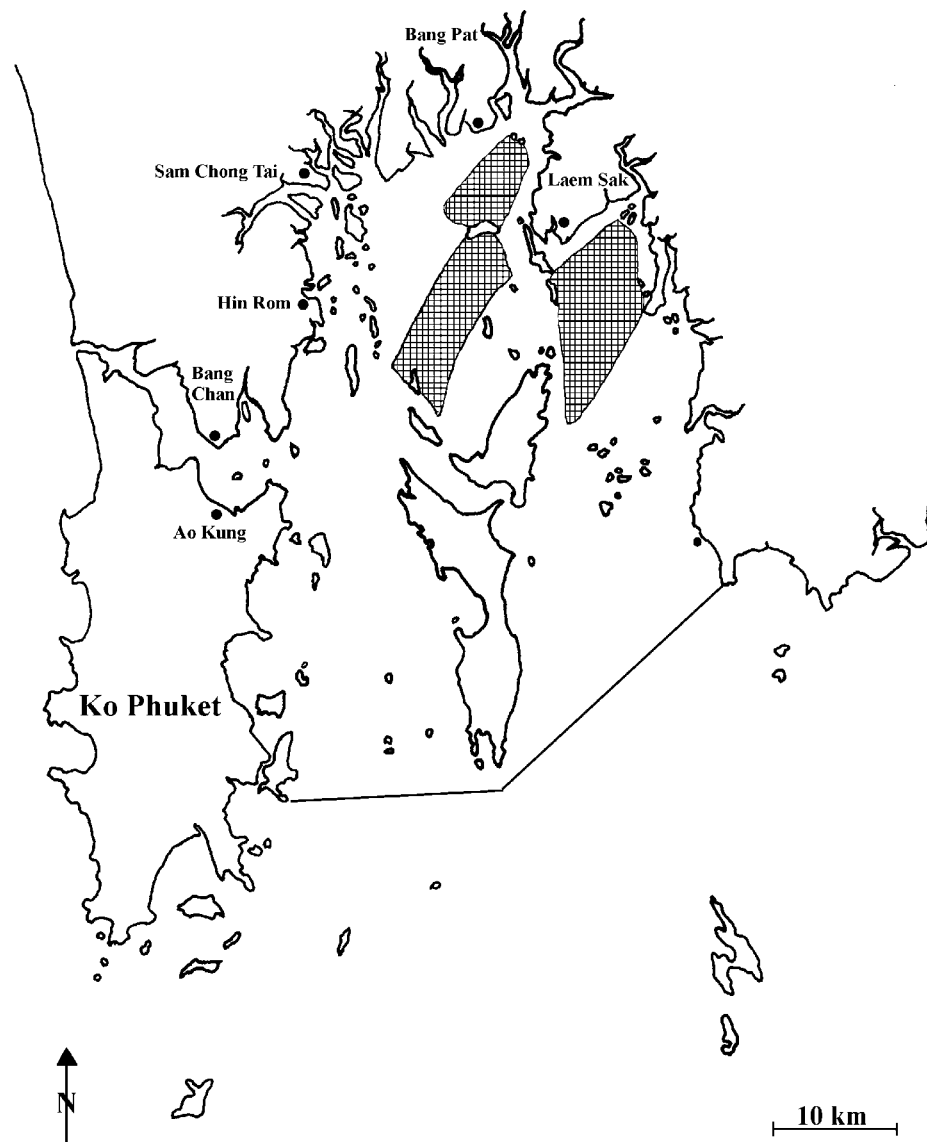 Bang Pat
Sam Chong Tai
Laem Sak
Hin Rom
Bang
Chan
Ao Kung
Ko Phuket
N
10 km